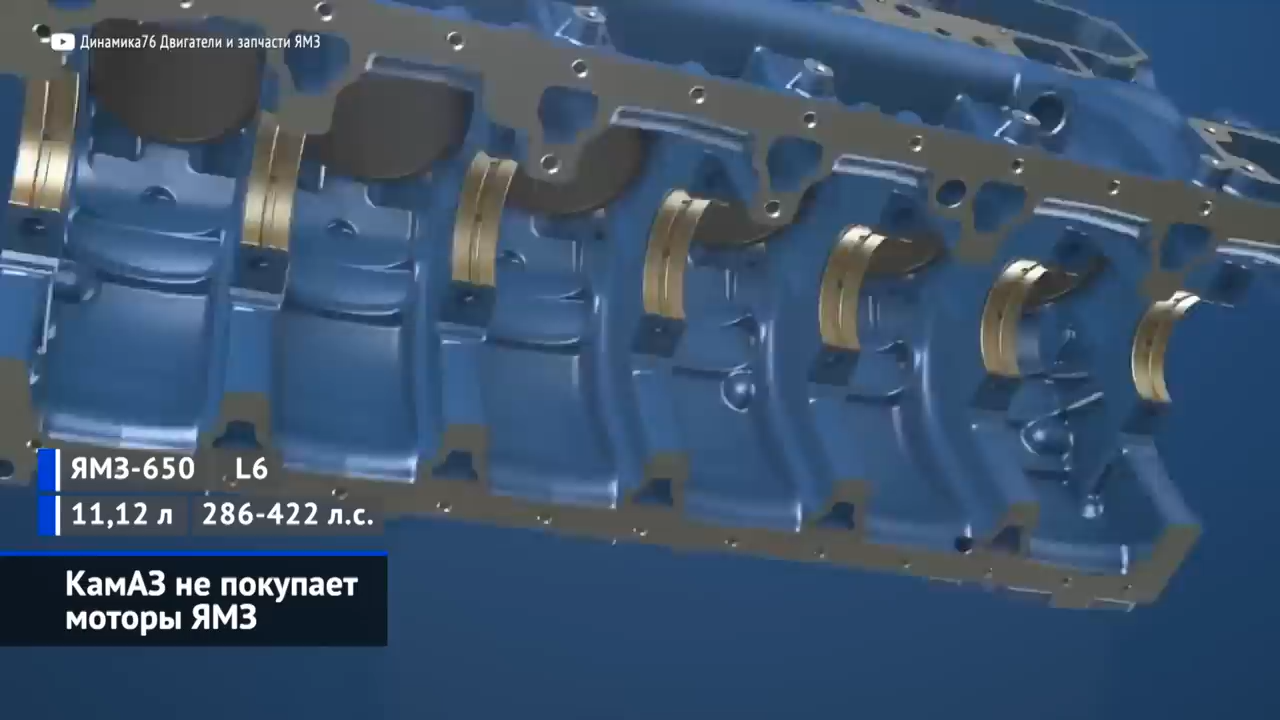 Динамика76 Двигатели и запчасти ЯМЗ
ЯМЗ-650 L6
11,12 л 286-422 л.с.
КамАЗ не покупает
моторы ЯМЗ